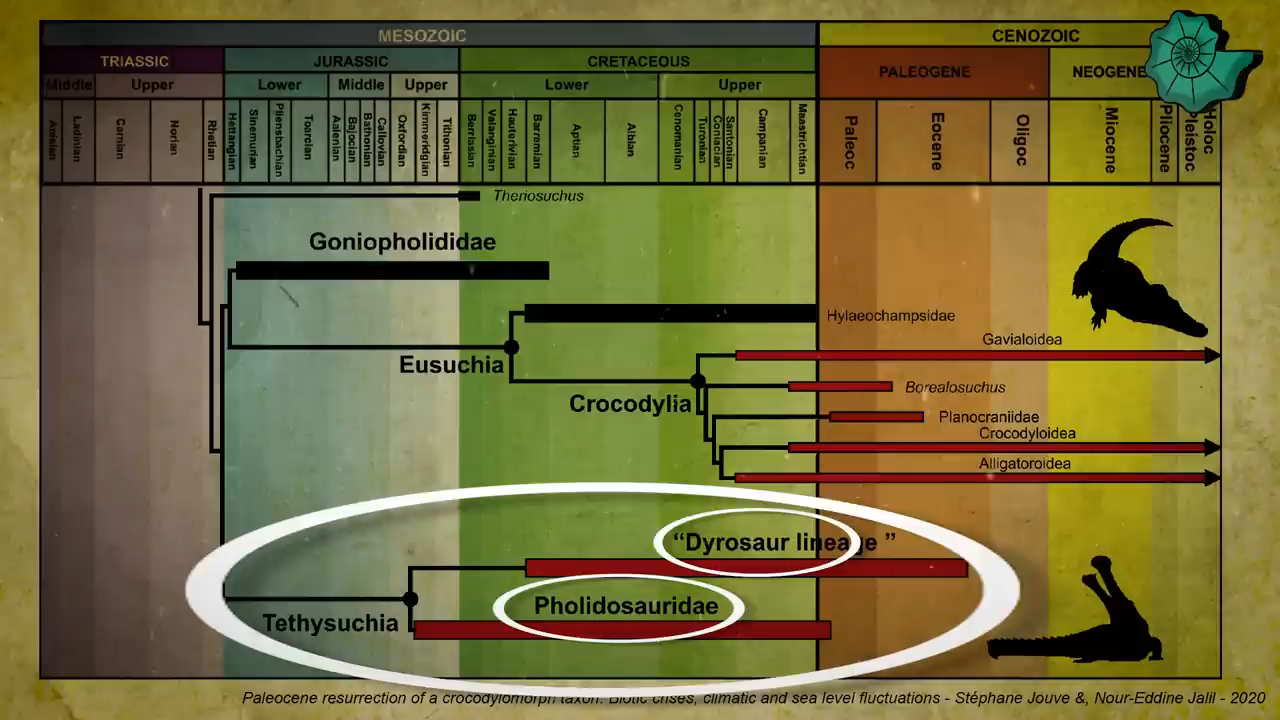 MESOZOIC CENOZOIC
TRIASSIC JURASSIC CRETACEOUS PALEOGENE NEOGENE
Middle Upper Lower Middle Upper Lower Upper
Anisian Ladinian Carnian Norian Rhetian Hettangian Sinemurian Pliensbachian Toarcian Aalenian Bajocian Bathonian Callovian Oxfordian Kimmeridgian Tithonian Berriasian Valanginian Hauterivian Barremian Aptian Albian Cenomanian Turonian Coniacian Santonian Campanian Maastrichtian Paleoc Eocene Oligoc Miocene Pliocene Pleistoc Holoc
Theriosuchus
Goniopholididae
Hylaeochampsidae
Gavialoidea
Eusuchia
Borealosuchus
Crocodylia
Planocraniidae
Crocodyloidea
Alligatoroidea
“Dyrosaur lineage ”
Pholidosauridae
Tethysuchia
Paleocene resurrection of a crocodylomorph taxon: Biotic crises, climatic and sea level fluctuations - Stéphane Jouve &, Nour-Eddine Jalil - 2020